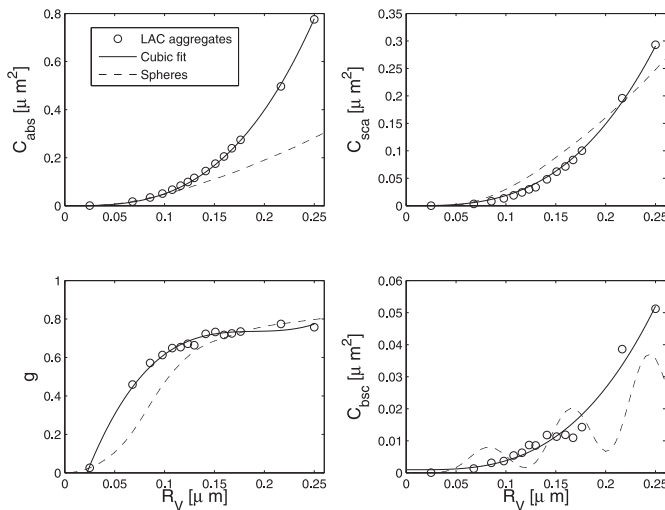 0.8
0.6
0.4
0.2
0
C_abs [μ m²]
LAC aggregates
Cubic fit
Spheres
0 0.05 0.1 0.15 0.2 0.25
0.35
0.3
0.25
0.2
0.15
0.1
0.05
0
C_sca [μ m²]
0 0.05 0.1 0.15 0.2 0.25
1
0.8
0.6
0.4
0.2
0
g
0 0.05 0.1 0.15 0.2 0.25
R_V [μ m]
0.06
0.05
0.04
0.03
0.02
0.01
0
C_bsc [μ m²]
0 0.05 0.1 0.15 0.2 0.25
R_V [μ m]